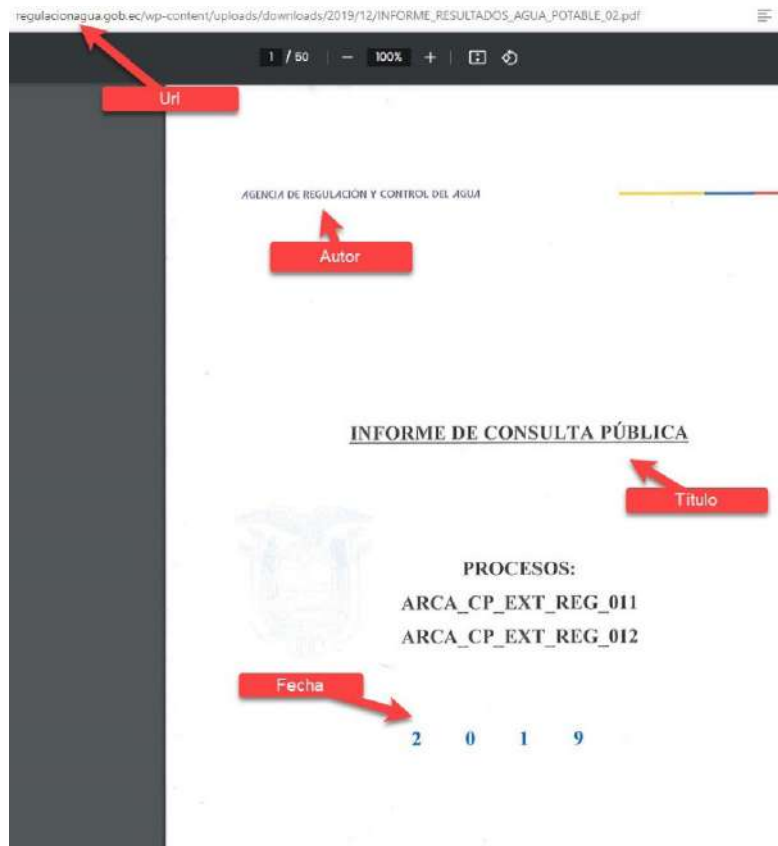 regulacionagua.gob.ec/wp-content/uploads/downloads/2019/12/INFORME_RESULTADOS_AGUA_POTABLE_02.pdf
1 / 50 | − 100% + |
Url
AGENCIA DE REGULACIÓN Y CONTROL DEL AGUA
Autor
INFORME DE CONSULTA PÚBLICA
Título
PROCESOS:
ARCA_CP_EXT_REG_011
ARCA_CP_EXT_REG_012
Fecha
2 0 1 9